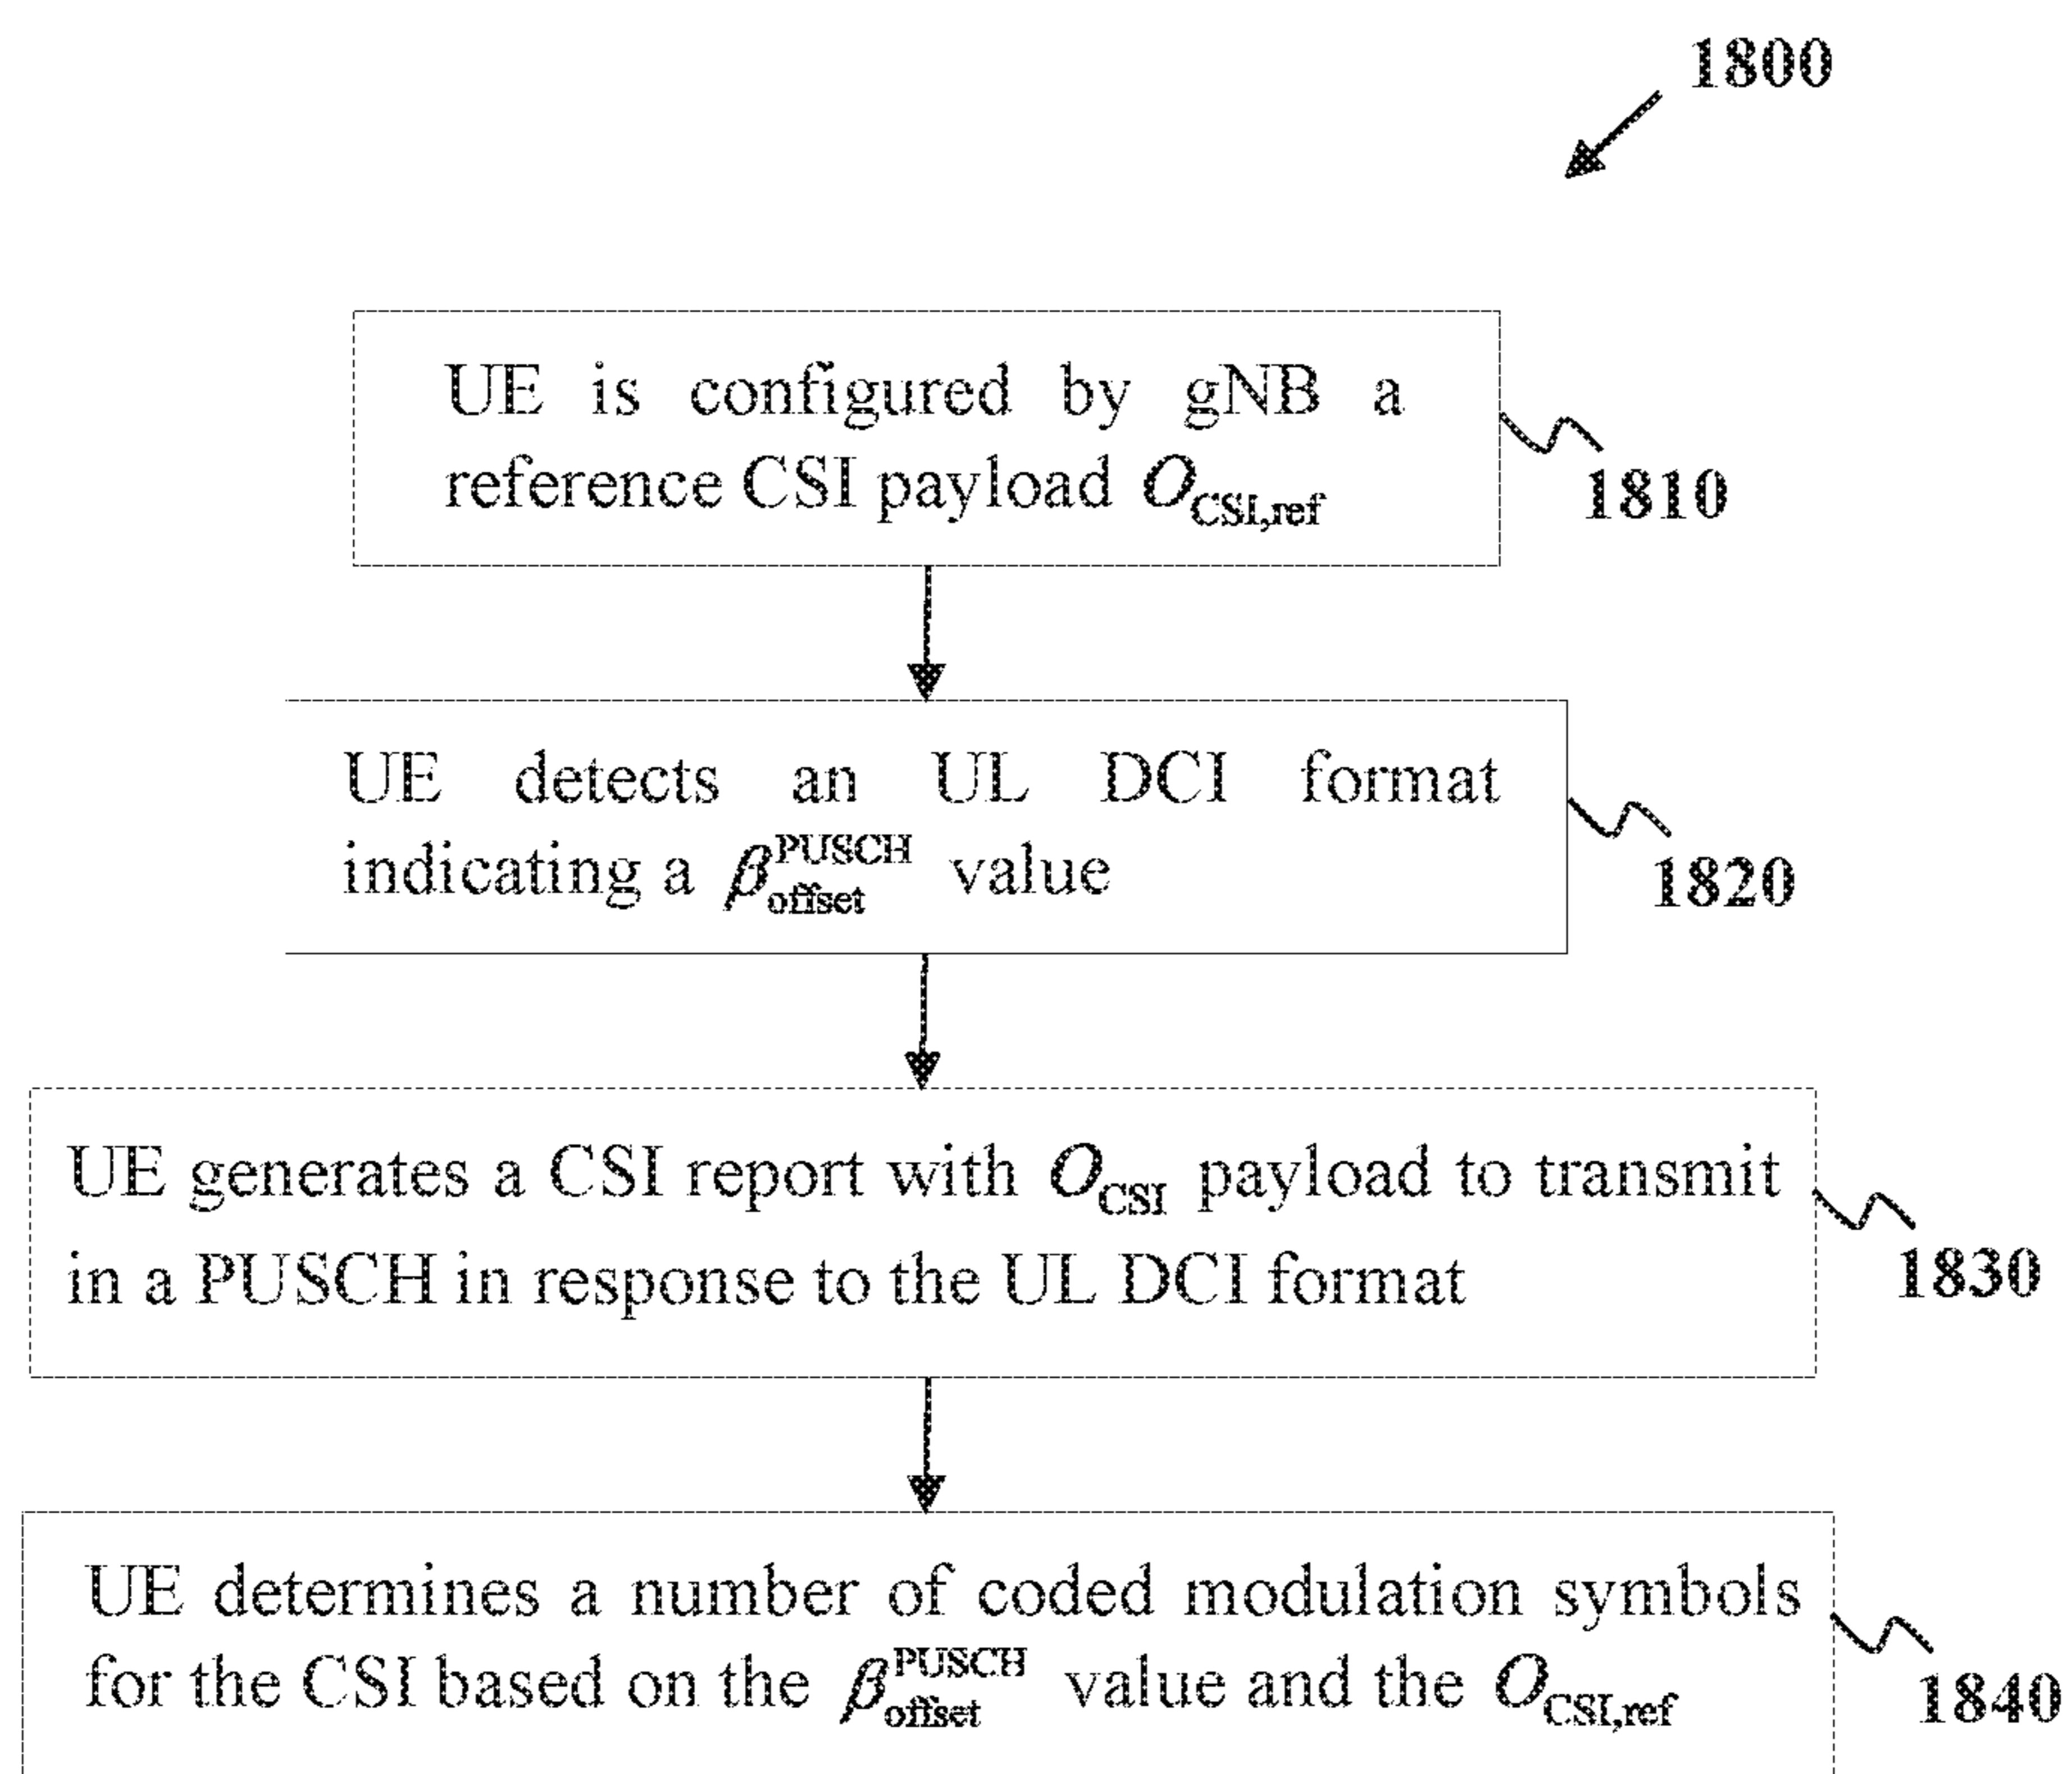 1800
UE is configured by gNB a
reference CSI payload O_CSI,ref
1810
UE detects an UL DCI format
indicating a β_offset^PUSCH value
1820
UE generates a CSI report with O_CSI payload to transmit
in a PUSCH in response to the UL DCI format
1830
UE determines a number of coded modulation symbols
for the CSI based on the β_offset^PUSCH value and the O_CSI,ref
1840